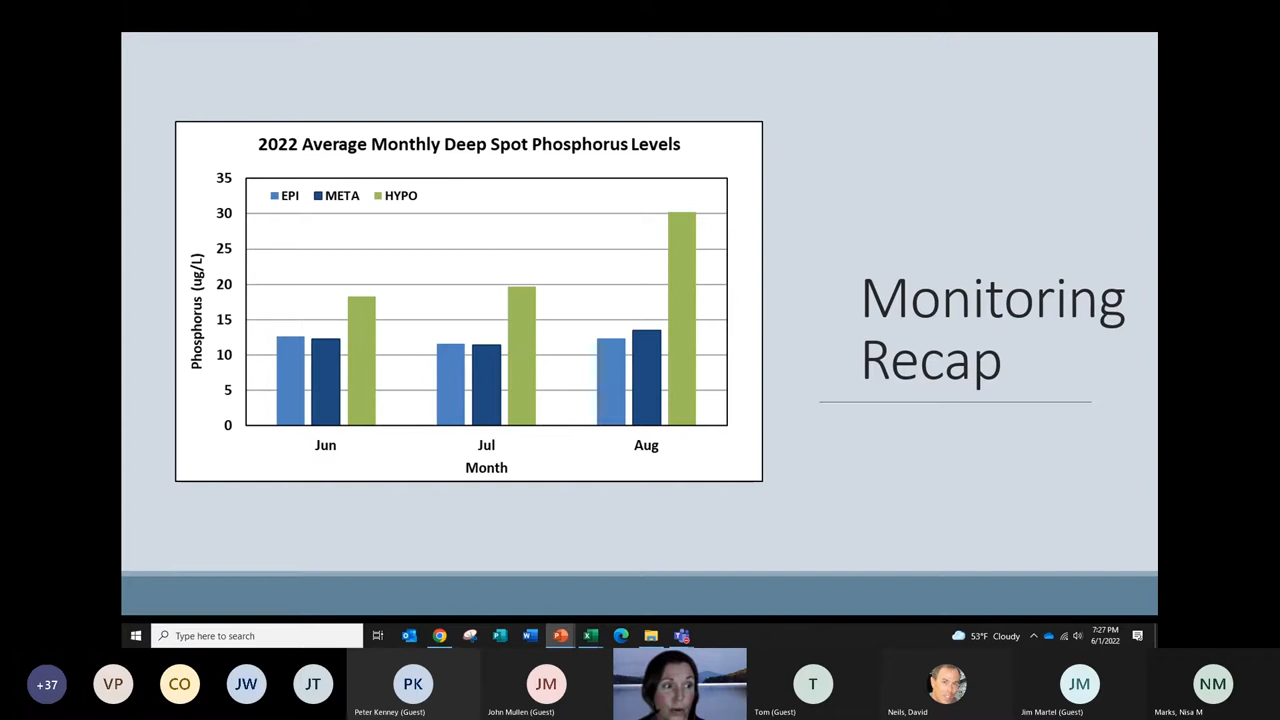 2022 Average Monthly Deep Spot Phosphorus Levels
35
EPI META HYPO
30
25
20
15
10
5
0
Phosphorus (ug/L)
Jun Jul Aug
Month
Monitoring
Recap
Type here to search
53°F Cloudy
7:27 PM
6/1/2022
+37 VP CO JW JT PK JM T JM NM
Peter Kenney (Guest) John Mullen (Guest) Tom (Guest) Neils, David Jim Martel (Guest) Marks, Nisa M